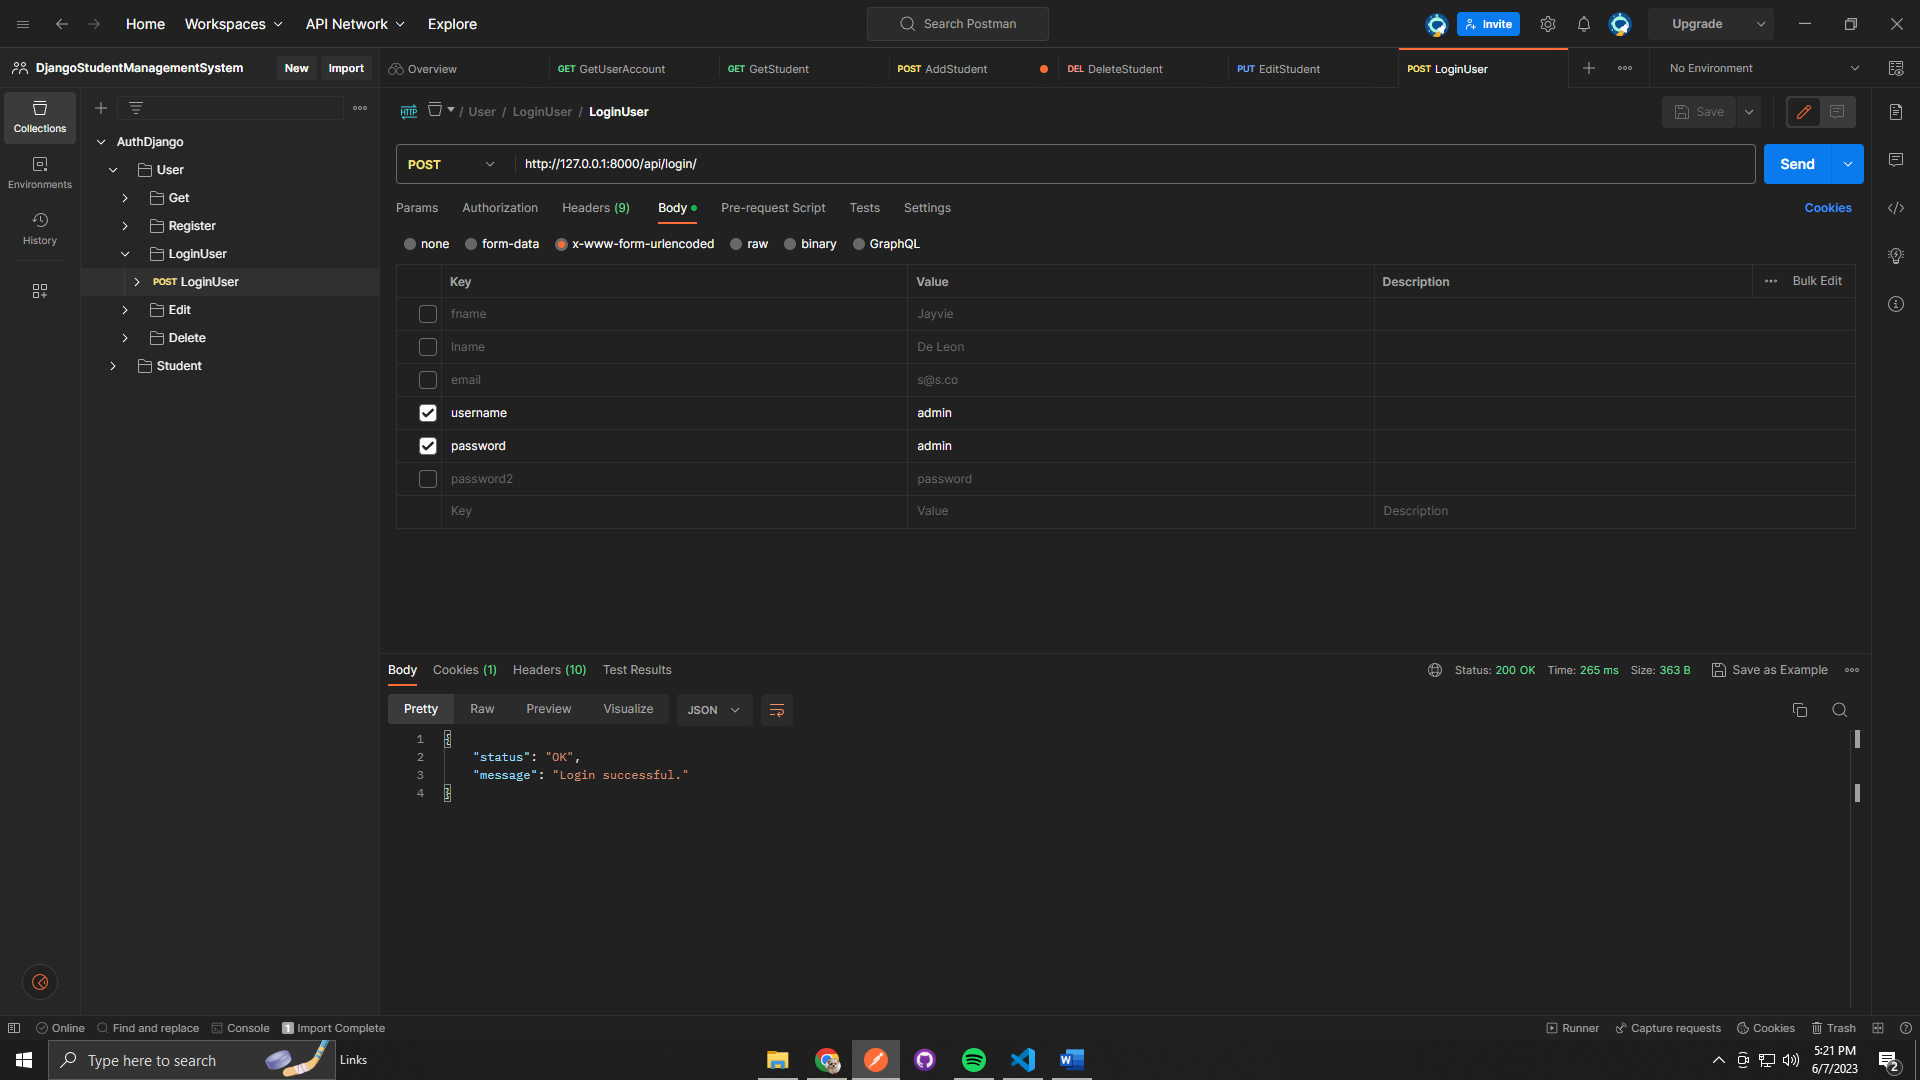 Home Workspaces API Network Explore Search Postman Invite Upgrade
DjangoStudentManagementSystem New Import Overview GET GetUserAccount GET GetStudent POST AddStudent DEL DeleteStudent PUT EditStudent POST LoginUser No Environment
Collections
Environments
History
AuthDjango
User
Get
Register
LoginUser
POST LoginUser
Edit
Delete
Student
HTTP / User / LoginUser / LoginUser Save
POST http://127.0.0.1:8000/api/login/ Send
Params Authorization Headers (9) Body Pre-request Script Tests Settings Cookies
none form-data x-www-form-urlencoded raw binary GraphQL
Key Value Description Bulk Edit
fname Jayvie
lname De Leon
email s@s.co
username admin
password admin
password2 password
Key Value Description
Body Cookies (1) Headers (10) Test Results Status: 200 OK Time: 265 ms Size: 363 B Save as Example
Pretty Raw Preview Visualize JSON
1 {
2 "status": "OK",
3 "message": "Login successful."
4 }
Online Find and replace Console 1 Import Complete Runner Capture requests Cookies Trash
Type here to search Links 5:21 PM
6/7/2023 2